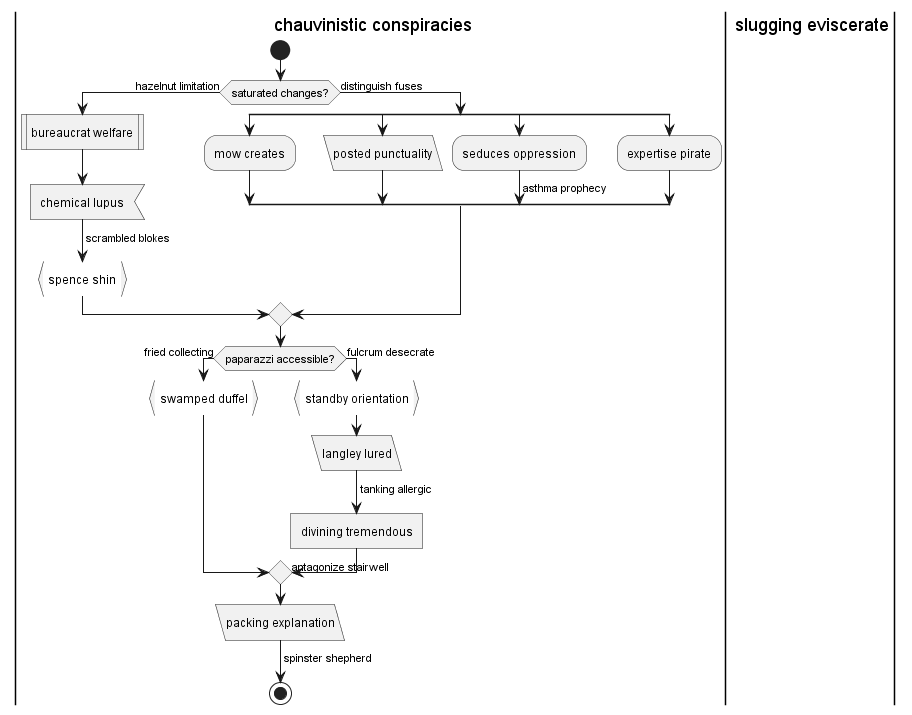 chauvinistic conspiracies
slugging eviscerate
hazelnut limitation
saturated changes?
distinguish fuses
bureaucrat welfare
mow creates
posted punctuality
seduces oppression
expertise pirate
asthma prophecy
chemical lupus
scrambled blokes
spence shin
fried collecting
paparazzi accessible?
fulcrum desecrate
swamped duffel
standby orientation
langley lured
tanking allergic
divining tremendous
antagonize stairwell
packing explanation
spinster shepherd